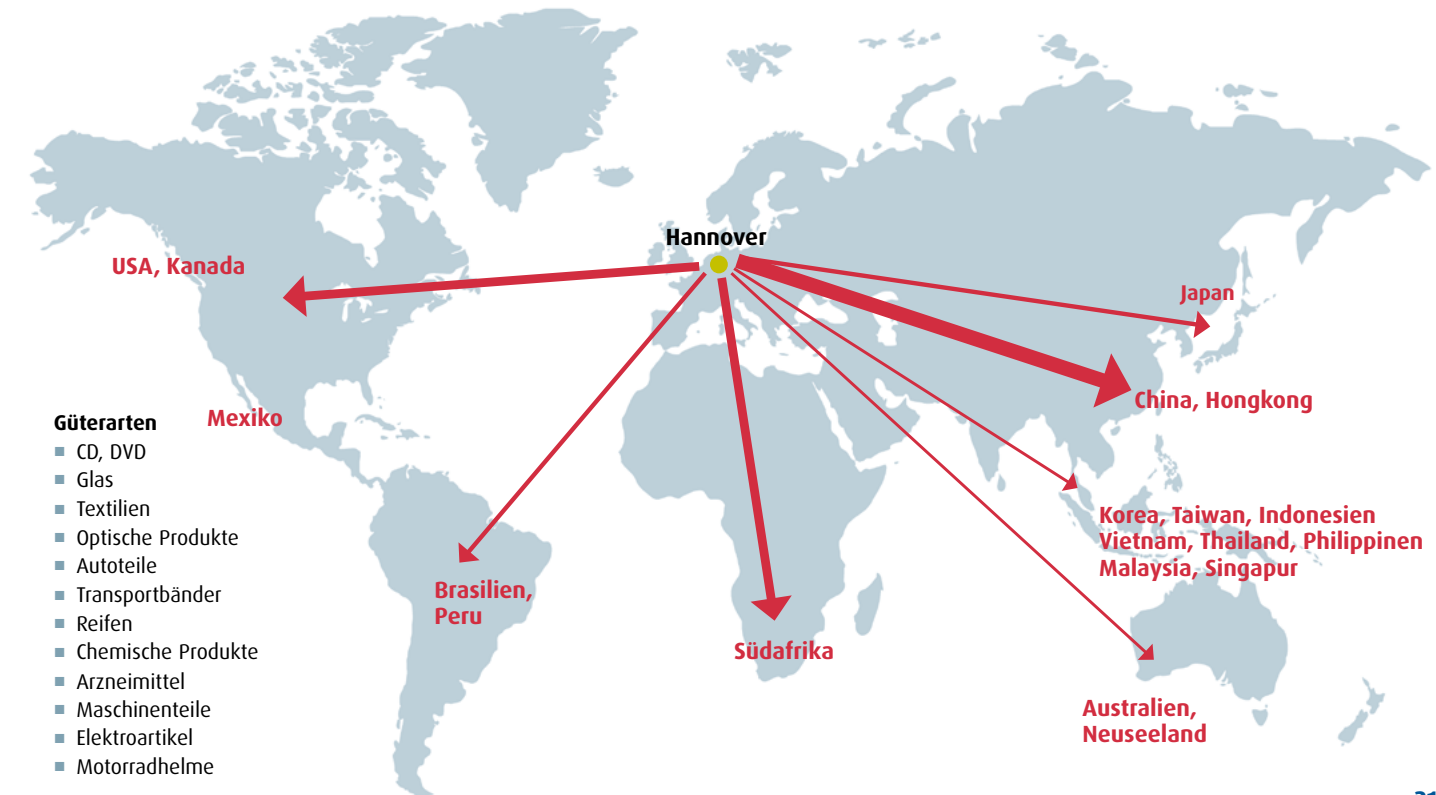 Hannover
USA, Kanada
Japan
China, Hongkong
Mexiko
Güterarten
CD, DVD
Glas
Textilien
Optische Produkte
Autoteile
Transportbänder
Reifen
Chemische Produkte
Arzneimittel
Maschinenteile
Elektroartikel
Motorradhelme
Korea, Taiwan, Indonesien
Vietnam, Thailand, Philippinen
Malaysia, Singapur
Brasilien,
Peru
Südafrika
Australien,
Neuseeland